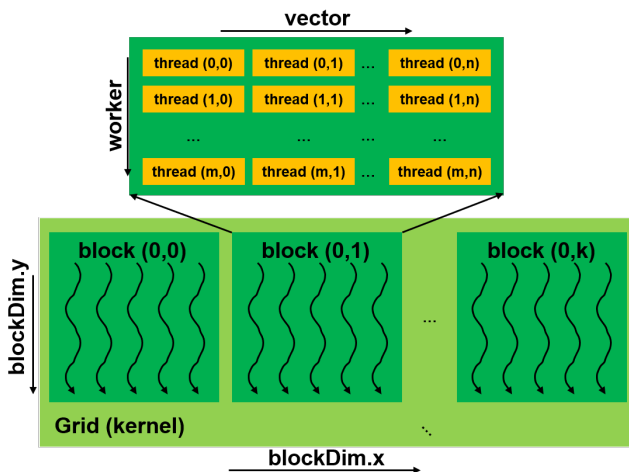 vector
worker
thread (0,0) thread (0,1) ... thread (0,n)
thread (1,0) thread (1,1) ... thread (1,n)
... ... ...
thread (m,0) thread (m,1) ... thread (m,n)
blockDim.y
block (0,0) block (0,1) ... block (0,k)
Grid (kernel)
blockDim.x